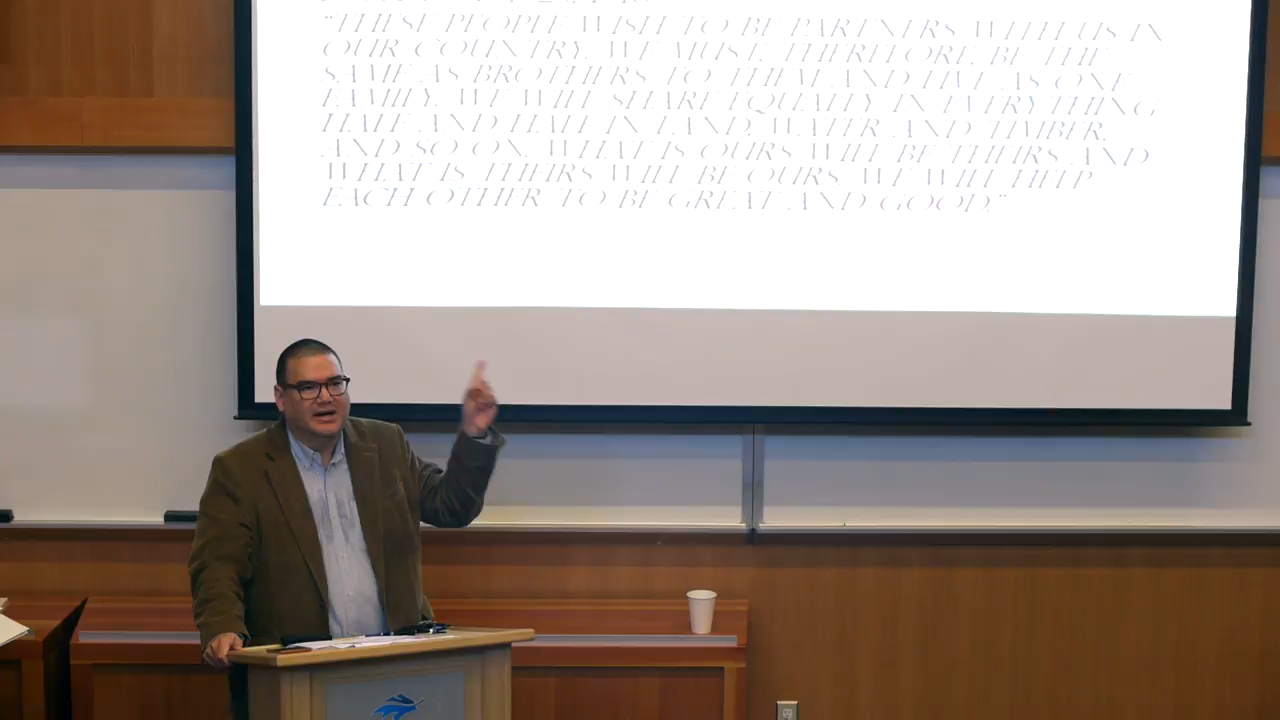 "THESE PEOPLE WISH TO BE PARTNERS WITH US IN
OUR COUNTRY. WE MUST, THEREFORE, BE THE
SAME AS BROTHERS TO THEM AND LIVE AS ONE
FAMILY. WE WILL SHARE EQUALLY IN EVERYTHING
HALF AND HALF IN LAND, WATER AND TIMBER,
AND SO ON. WHAT IS OURS WILL BE THEIRS AND
WHAT IS THEIRS WILL BE OURS. WE WILL HELP
EACH OTHER TO BE GREAT AND GOOD."